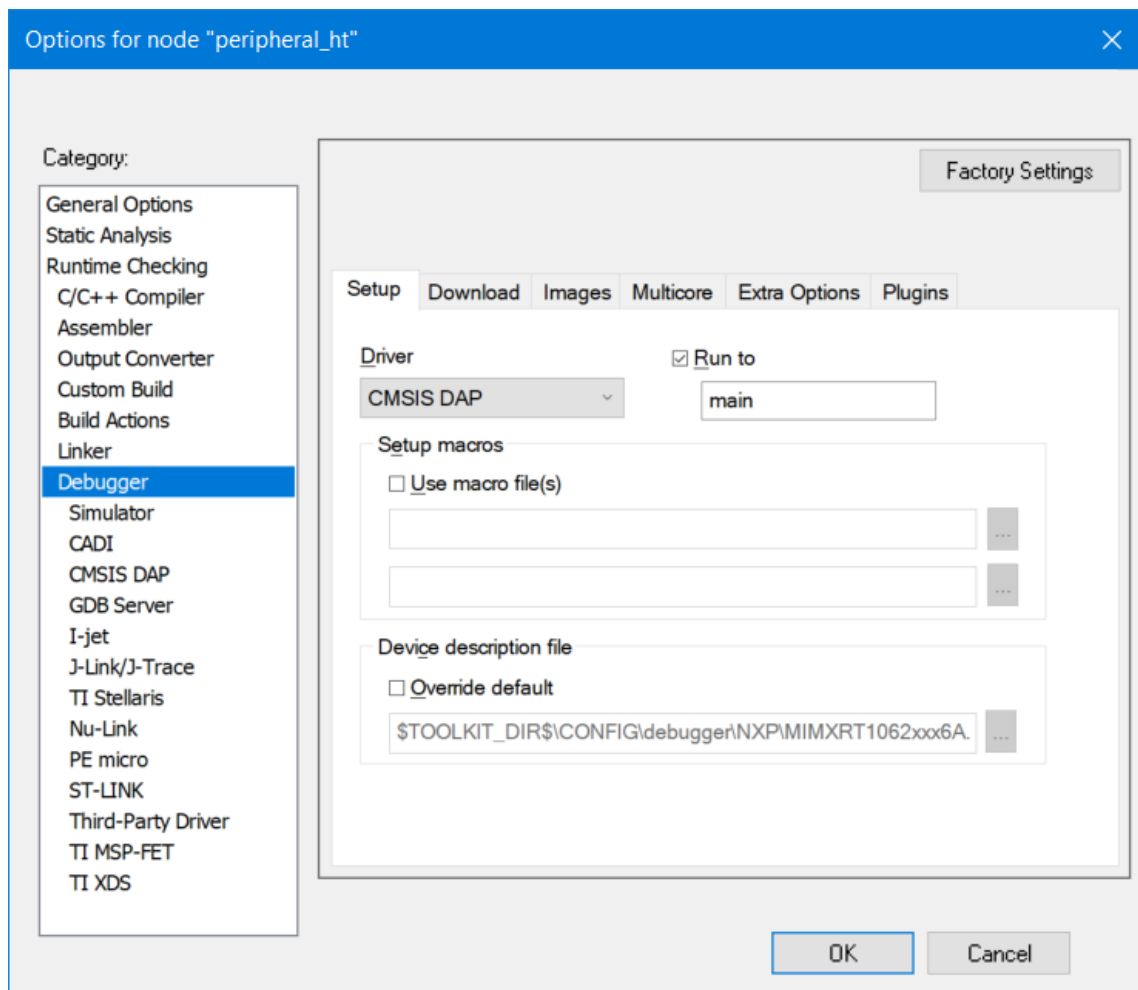 Options for node "peripheral_ht"
Category:
General Options
Static Analysis
Runtime Checking
C/C++ Compiler
Assembler
Output Converter
Custom Build
Build Actions
Linker
Debugger
Simulator
CADI
CMSIS DAP
GDB Server
I-jet
J-Link/J-Trace
TI Stellaris
Nu-Link
PE micro
ST-LINK
Third-Party Driver
TI MSP-FET
TI XDS
Factory Settings
Setup Download Images Multicore Extra Options Plugins
Driver
CMSIS DAP
Run to
main
Setup macros
Use macro file(s)
...
...
Device description file
Override default
$TOOLKIT_DIR$\CONFIG\debugger\NXP\MIMXRT1062xxx6A.
...
OK Cancel